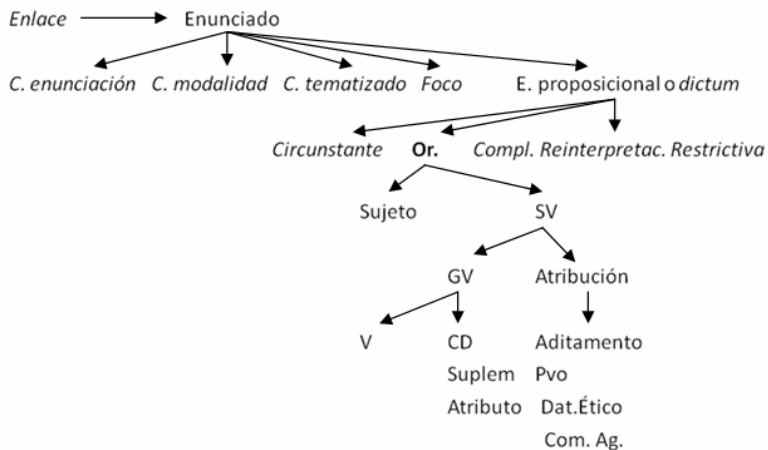 Enlace Enunciado
C. enunciación C. modalidad C. tematizado Foco E. proposicional o dictum
Circunstante Or. Compl. Reinterpretac. Restrictiva
Sujeto SV
GV Atribución
V CD Aditamento
Suplem Pvo
Atributo Dat.Ético
Com. Ag.